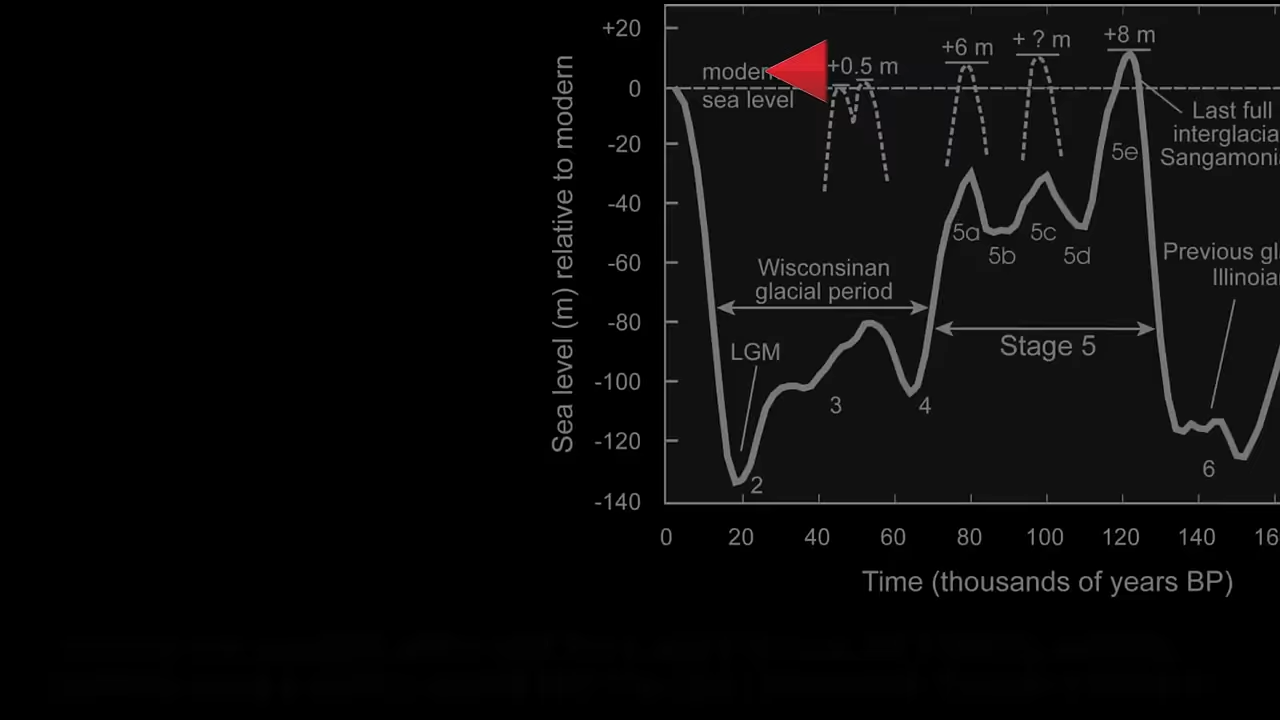 +20
0
-20
-40
-60
-80
-100
-120
-140
Sea level (m) relative to modern
modern
sea level
+0.5 m
+6 m
+ ? m
+8 m
Last full
interglacia
Sangamoni
5e
5a
5b
5c
5d
Wisconsinan
glacial period
Previous gl
Illinoia
Stage 5
LGM
3
4
2
6
0 20 40 60 80 100 120 140 16
Time (thousands of years BP)